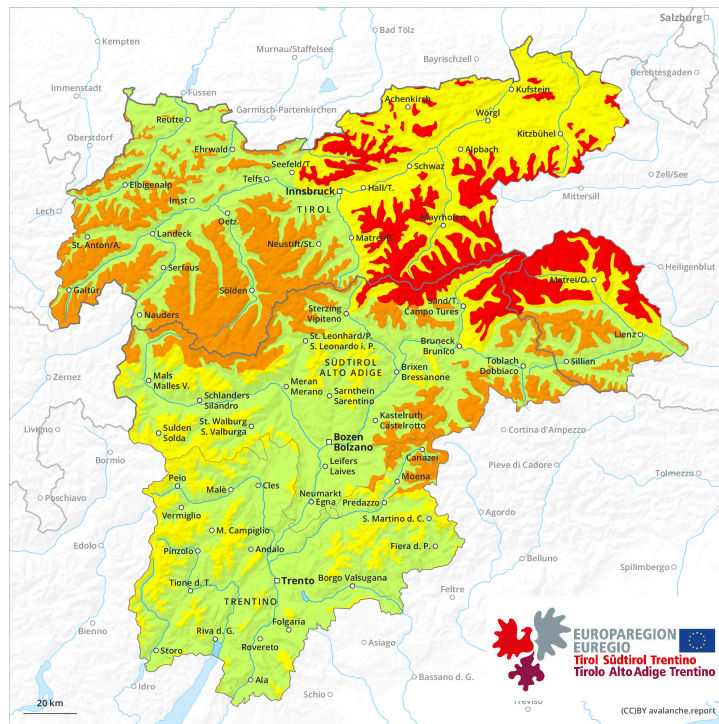 Salzburg
Bad Tölz
Kempten
Murnau/Staffelsee
Bayrischzell
Berchtesgaden
Immenstadt
Füssen
Kufstein
Achenkirch
Garmisch-Partenkirchen
Reutte
Wörgl
Oberstdorf
Kitzbühel
Ehrwald
Alpbach
Seefeld/T.
Schwaz
Zell/See
Telfs
Elbigenalp
Innsbruck
Hall/T.
Mittersill
Imst
Lech
TIROL
Oetz
Mayrhofen
Landeck
Matrei/B.
St. Anton/A.
Neustift/St.
Heiligenblut
Serfaus
Matrei/O.
Galtür
Sölden
Sand/T.
Campo Tures
Nauders
Sterzing
Vipiteno
Lienz
St. Leonhard/P.
S. Leonardo i. P.
Bruneck
Brunico
Toblach
Dobbiaco
Sillian
SÜDTIROL
ALTO ADIGE
Brixen
Bressanone
Zernez
Mals
Malles V.
Meran
Merano
Sarnthein
Sarentino
Schlanders
Silandro
Kastelruth
Castelrotto
Livigno
Sulden
Solda
St. Walburg
S. Valburga
Cortina d'Ampezzo
Bozen
Bolzano
Bormio
Canazei
Leifers
Laives
Pieve di Cadore
Tolmezzo
Peio
Moena
Poschiavo
Malè
Cles
Neumarkt
Egna
Predazzo
Vermiglio
Agordo
S. Martino d. C.
M. Campiglio
Edolo
Pinzolo
Andalo
Fiera d. P.
Belluno
Spilimbergo
Trento
Tione d. T.
Borgo Valsugana
Feltre
TRENTINO
Folgaria
Bienno
Riva d. G.
Rovereto
Asiago
Storo
Ala
Bassano d. G.
Idro
Schio
Treviso
EUROPAREGION
EUREGIO
Tirol Südtirol Trentino
Tirolo Alto Adige Trentino
20 km
(CC)BY avalanche.report